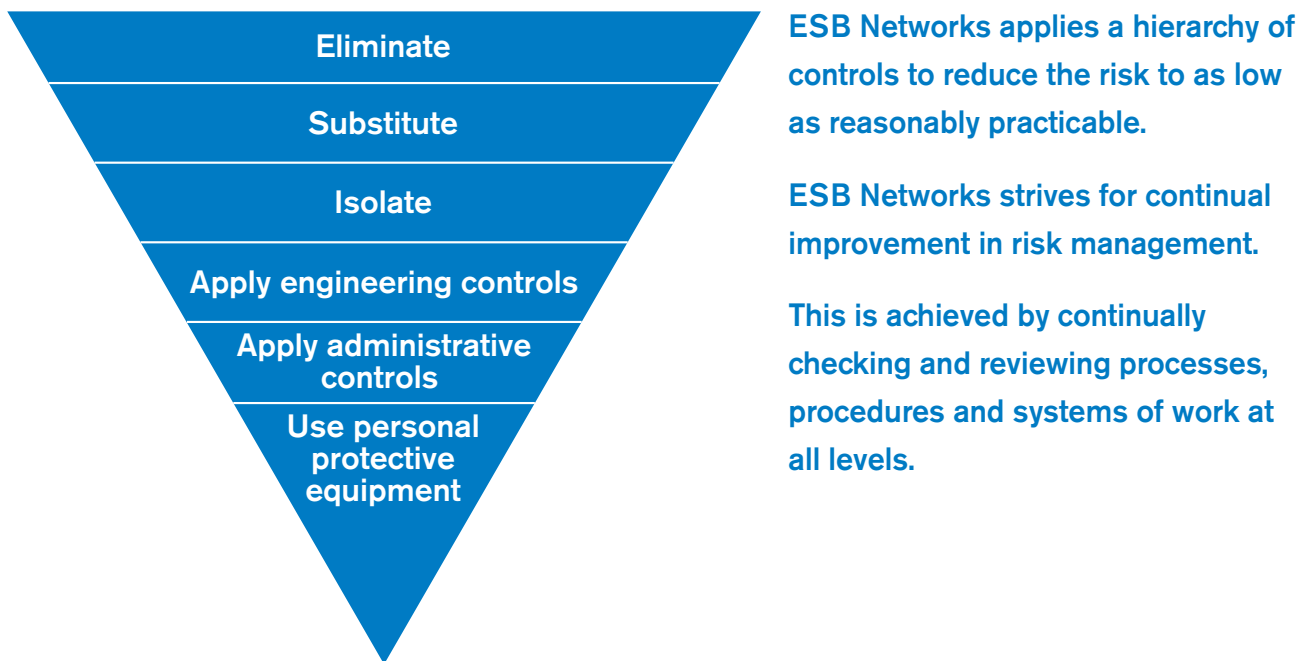 Eliminate
Substitute
Isolate
Apply engineering controls
Apply administrative
controls
Use personal
protective
equipment
ESB Networks applies a hierarchy of
controls to reduce the risk to as low
as reasonably practicable.
ESB Networks strives for continual
improvement in risk management.
This is achieved by continually
checking and reviewing processes,
procedures and systems of work at
all levels.